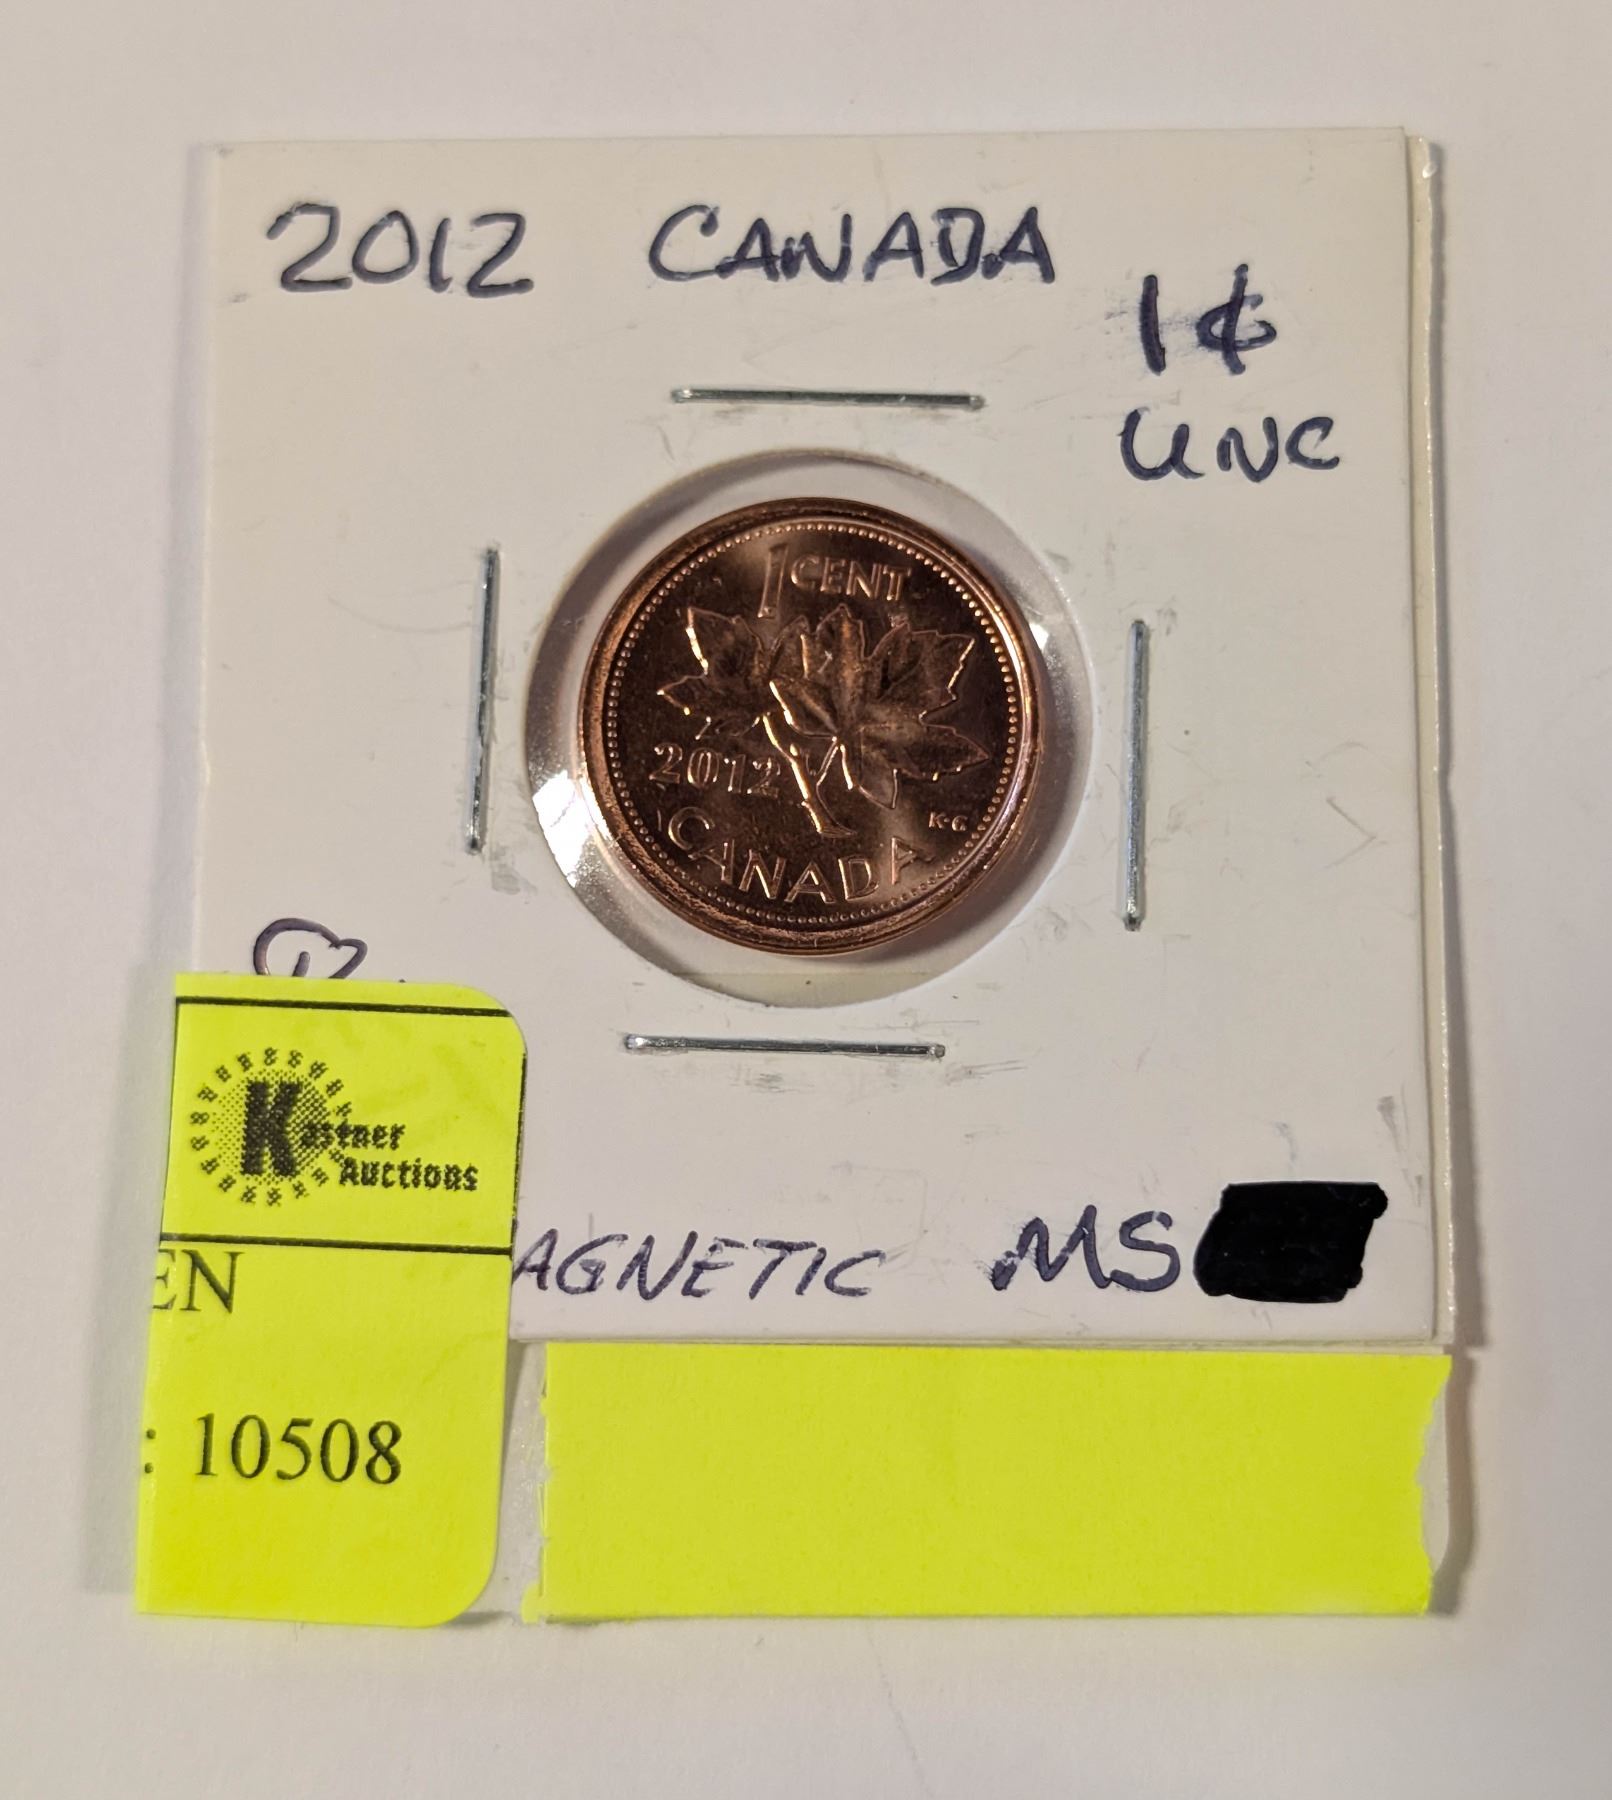 2012 CANADA
1¢
UNC
1 CENT
2012
K·G
CANADA
Kastner
Auctions
AGNETIC MS
EN
: 10508